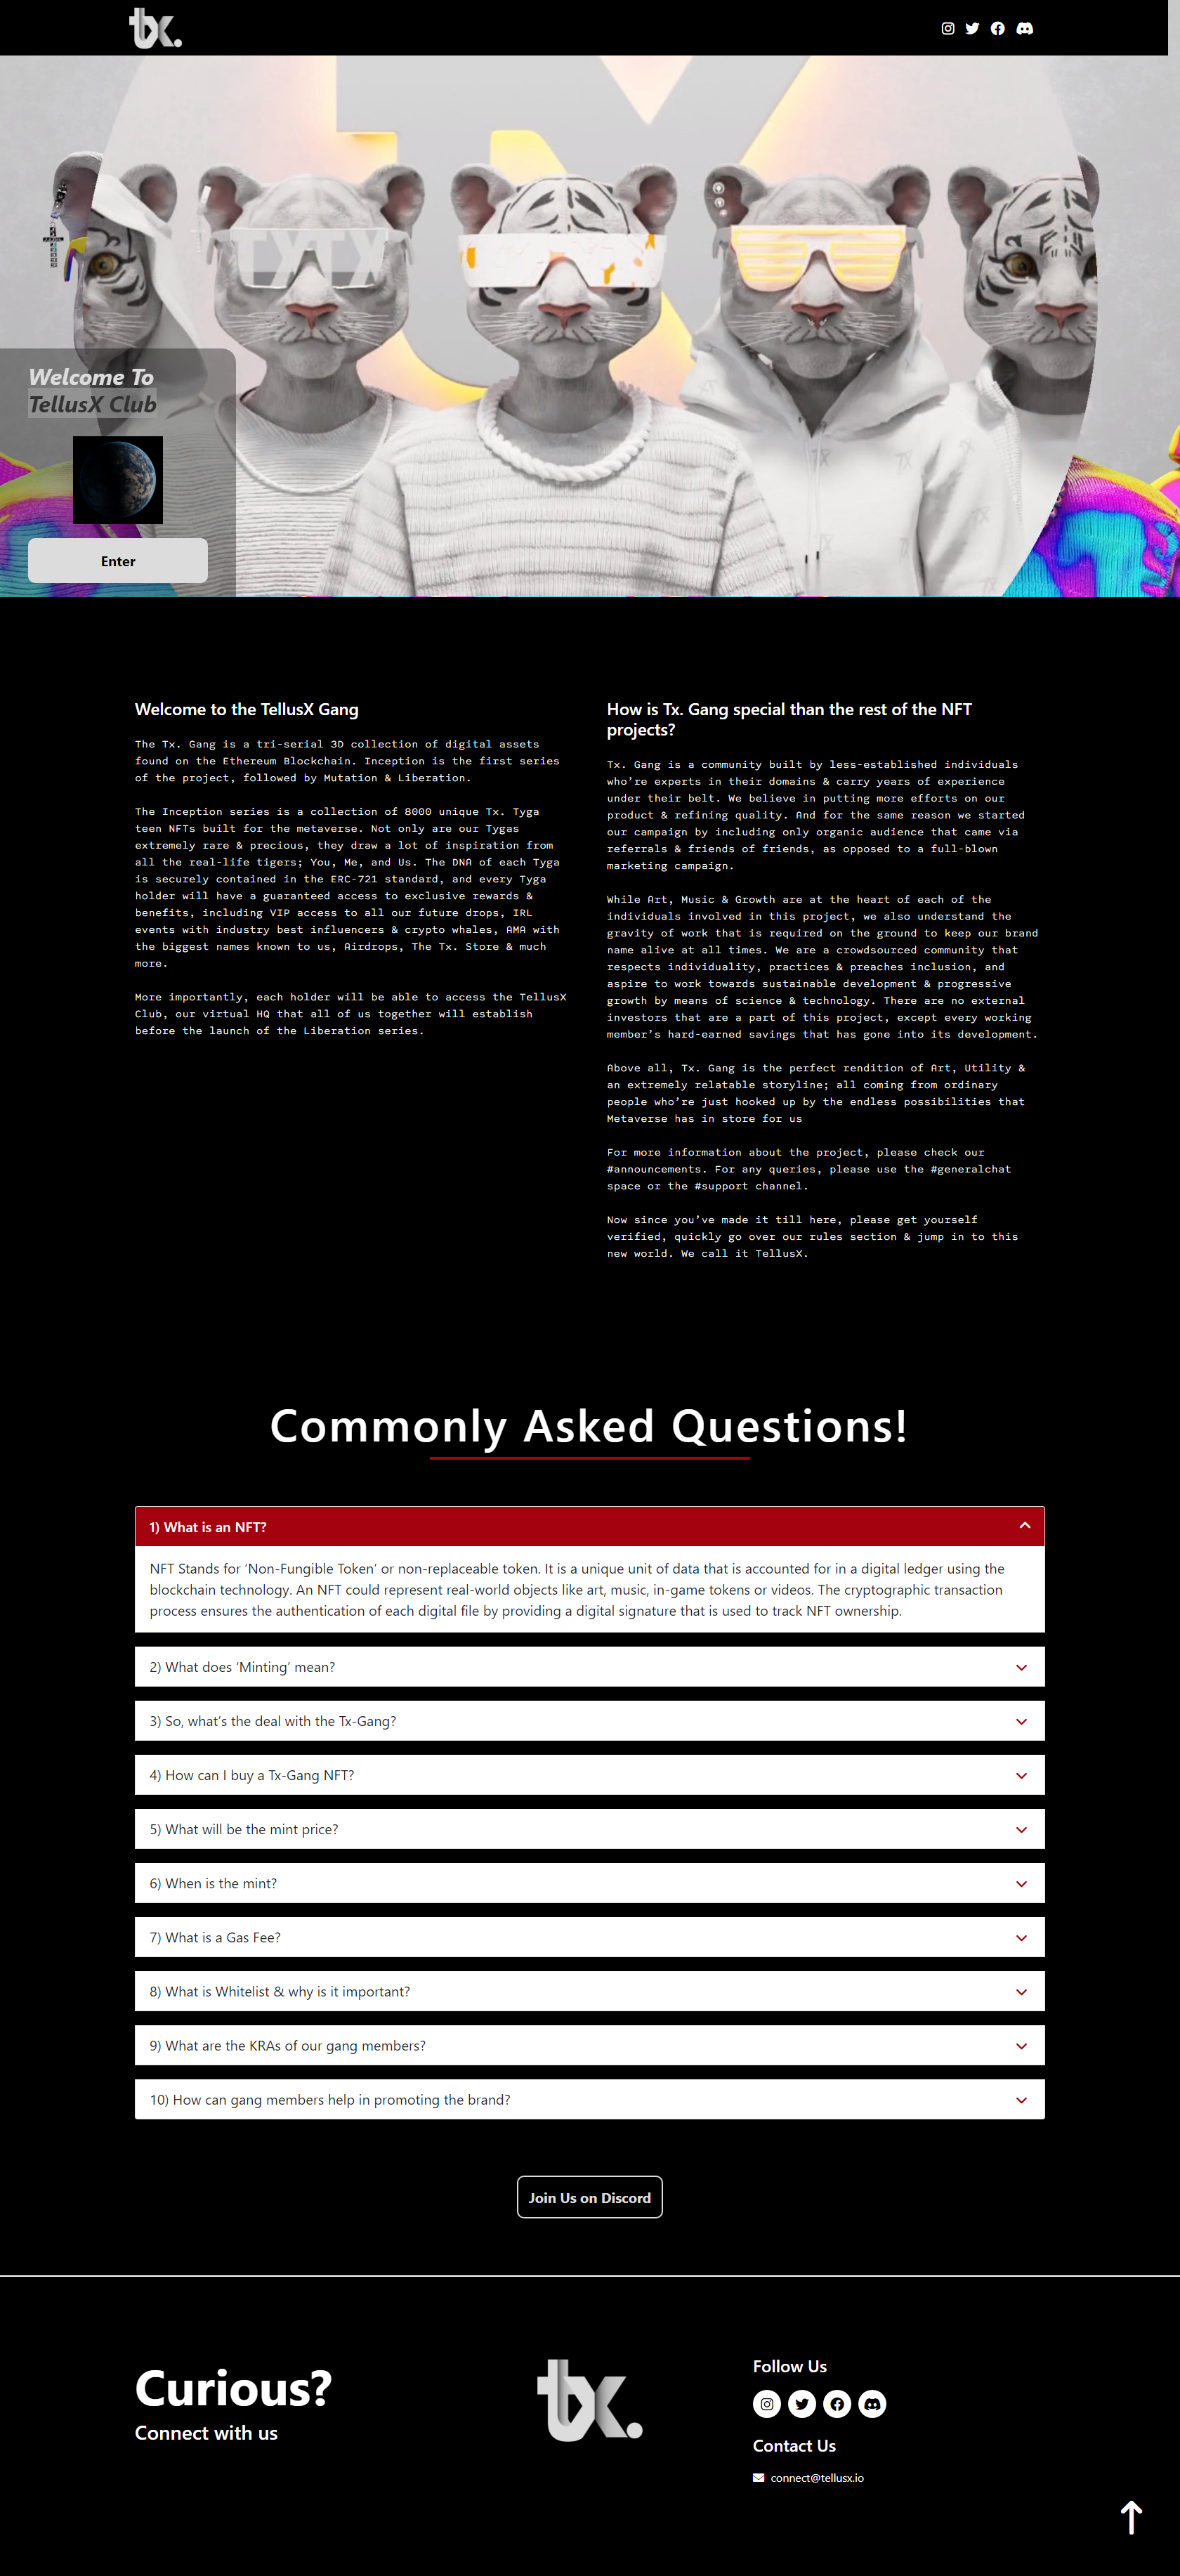 tx.
TXTX
Welcome To
TellusX Club
Enter
Welcome to the TellusX Gang
The Tx. Gang is a tri-serial 3D collection of digital assets
found on the Ethereum Blockchain. Inception is the first series
of the project, followed by Mutation & Liberation.
The Inception series is a collection of 8000 unique Tx. Tyga
teen NFTs built for the metaverse. Not only are our Tygas
extremely rare & precious, they draw a lot of inspiration from
all the real-life tigers; You, Me, and Us. The DNA of each Tyga
is securely contained in the ERC-721 standard, and every Tyga
holder will have a guaranteed access to exclusive rewards &
benefits, including VIP access to all our future drops, IRL
events with industry best influencers & crypto whales, AMA with
the biggest names known to us, Airdrops, The Tx. Store & much
more.
More importantly, each holder will be able to access the TellusX
Club, our virtual HQ that all of us together will establish
before the launch of the Liberation series.
How is Tx. Gang special than the rest of the NFT
projects?
Tx. Gang is a community built by less-established individuals
who’re experts in their domains & carry years of experience
under their belt. We believe in putting more efforts on our
product & refining quality. And for the same reason we started
our campaign by including only organic audience that came via
referrals & friends of friends, as opposed to a full-blown
marketing campaign.
While Art, Music & Growth are at the heart of each of the
individuals involved in this project, we also understand the
gravity of work that is required on the ground to keep our brand
name alive at all times. We are a crowdsourced community that
respects individuality, practices & preaches inclusion, and
aspire to work towards sustainable development & progressive
growth by means of science & technology. There are no external
investors that are a part of this project, except every working
member’s hard-earned savings that has gone into its development.
Above all, Tx. Gang is the perfect rendition of Art, Utility &
an extremely relatable storyline; all coming from ordinary
people who’re just hooked up by the endless possibilities that
Metaverse has in store for us
For more information about the project, please check our
#announcements. For any queries, please use the #generalchat
space or the #support channel.
Now since you’ve made it till here, please get yourself
verified, quickly go over our rules section & jump in to this
new world. We call it TellusX.
Commonly Asked Questions!
1) What is an NFT?
NFT Stands for ‘Non-Fungible Token’ or non-replaceable token. It is a unique unit of data that is accounted for in a digital ledger using the
blockchain technology. An NFT could represent real-world objects like art, music, in-game tokens or videos. The cryptographic transaction
process ensures the authentication of each digital file by providing a digital signature that is used to track NFT ownership.
2) What does ‘Minting’ mean?
3) So, what’s the deal with the Tx-Gang?
4) How can I buy a Tx-Gang NFT?
5) What will be the mint price?
6) When is the mint?
7) What is a Gas Fee?
8) What is Whitelist & why is it important?
9) What are the KRAs of our gang members?
10) How can gang members help in promoting the brand?
Join Us on Discord
Curious?
Connect with us
tx.
Follow Us
Contact Us
connect@tellusx.io